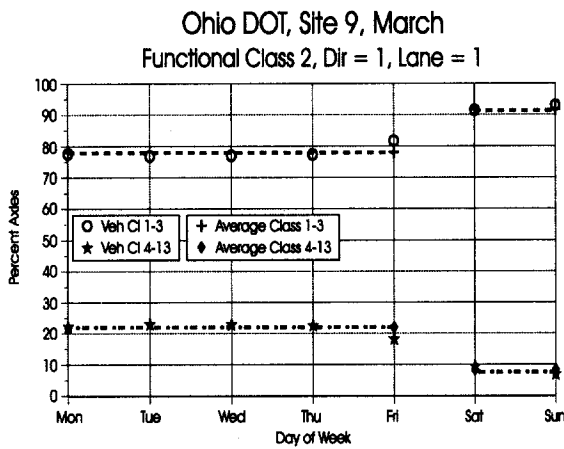 Ohio DOT, Site 9, March
Functional Class 2, Dir = 1, Lane = 1
100
90
80
70
60
50
40
30
20
10
0
Percent Axles
Veh Cl 1-3
Veh Cl 4-13
Average Class 1-3
Average Class 4-13
Mon Tue Wed Thu Fri Sat Sun
Day of Week